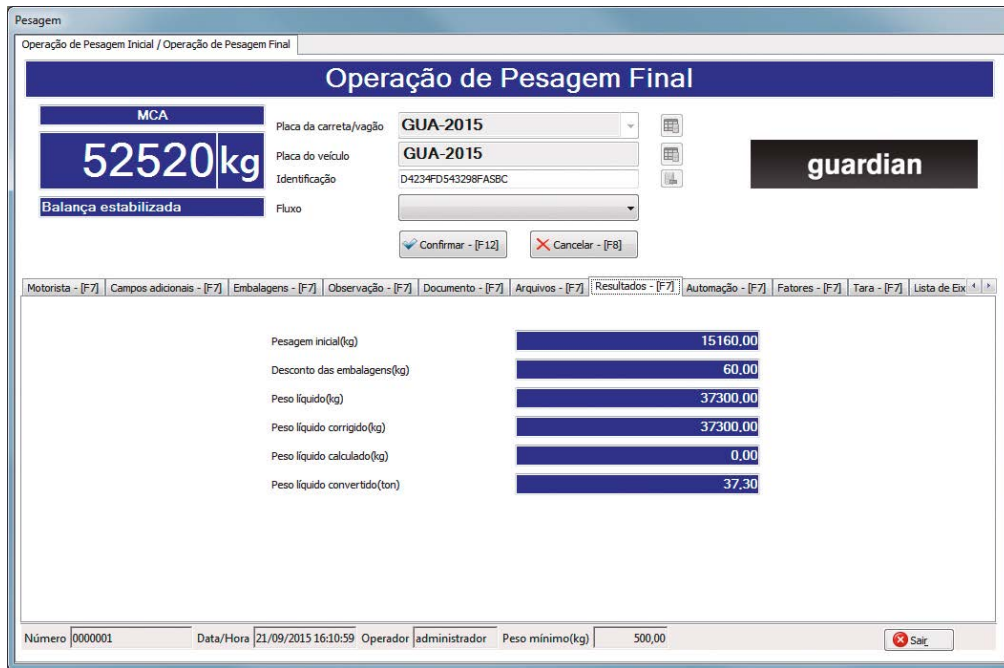 Pesagem
Operação de Pesagem Inicial / Operação de Pesagem Final
Operação de Pesagem Final
MCA
52520 kg
Balança estabilizada
Placa da carreta/vagão GUA-2015
Placa do veículo GUA-2015
Identificação D4234FD543298FASBC
Fluxo
Confirmar - [F12] Cancelar - [F8]
guardian
Motorista - [F7] Campos adicionais - [F7] Embalagens - [F7] Observação - [F7] Documento - [F7] Arquivos - [F7] Resultados - [F7] Automação - [F7] Fatores - [F7] Tara - [F7] Lista de Eix
Pesagem inicial(kg) 15160,00
Desconto das embalagens(kg) 60,00
Peso líquido(kg) 37300,00
Peso líquido corrigido(kg) 37300,00
Peso líquido calculado(kg) 0,00
Peso líquido convertido(ton) 37,30
Número 0000001 Data/Hora 21/09/2015 16:10:59 Operador administrador Peso mínimo(kg) 500,00 Sair